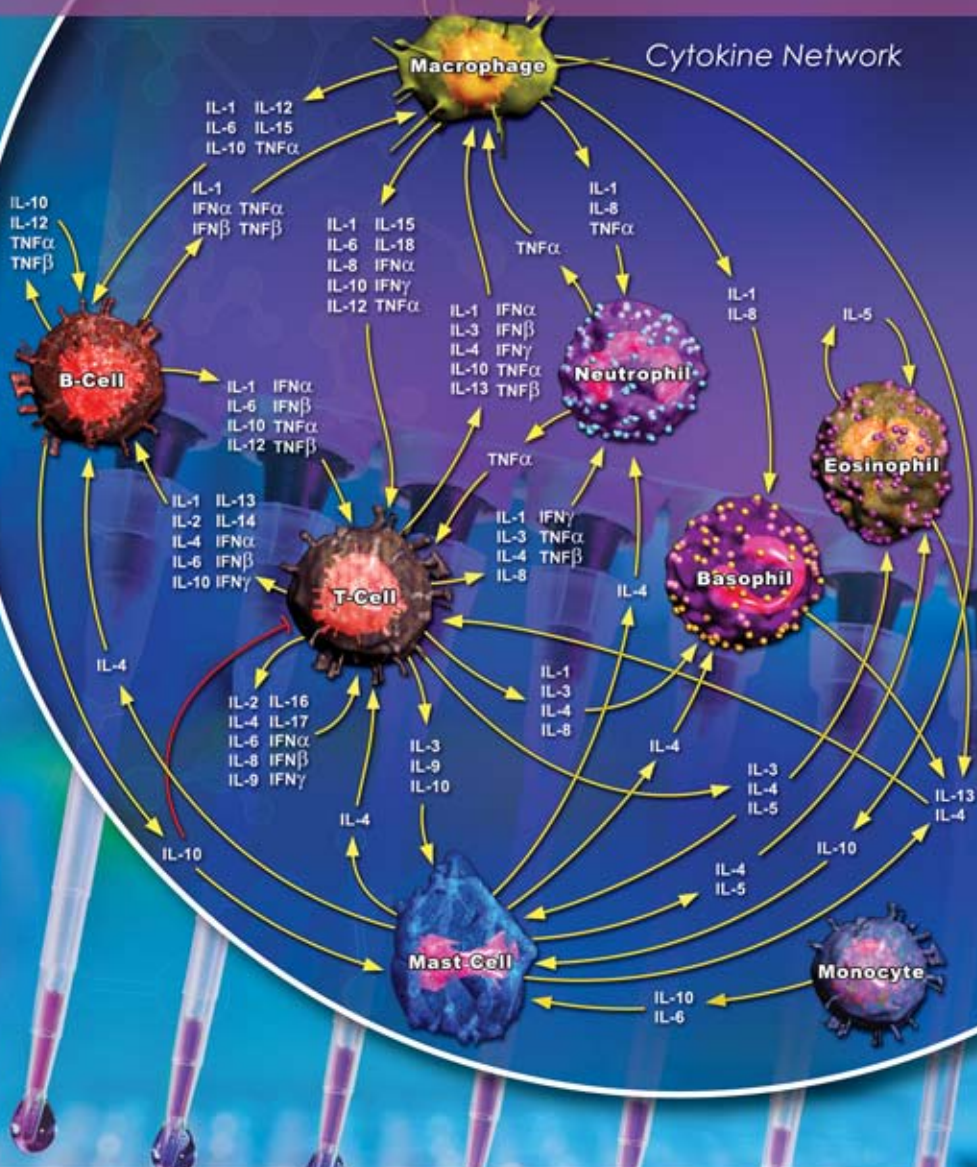 Cytokine Network
Macrophage
IL-1 IL-12
IL-6 IL-15
IL-10 TNFα
IL-1
IFNα TNFα
IFNβ TNFβ
IL-10
IL-12
TNFα
TNFβ
IL-1 IL-15
IL-6 IL-18
IL-8 IFNα
IL-10 IFNγ
IL-12 TNFα
IL-1
IL-8
TNFα
TNFα
IL-1 IFNα
IL-3 IFNβ
IL-4 IFNγ
IL-10 TNFα
IL-13 TNFβ
IL-1
IL-8
IL-5
B-Cell
Neutrophil
IL-1 IFNα
IL-6 IFNβ
IL-10 TNFα
IL-12 TNFβ
TNFα
Eosinophil
IL-1 IL-13
IL-2 IL-14
IL-4 IFNα
IL-6 IFNβ
IL-10 IFNγ
IL-1 IFNγ
IL-3 TNFα
IL-4 TNFβ
IL-8
T-Cell
IL-4
Basophil
IL-4
IL-2 IL-16
IL-4 IL-17
IL-6 IFNα
IL-8 IFNβ
IL-9 IFNγ
IL-1
IL-3
IL-4
IL-8
IL-3
IL-9
IL-10
IL-4
IL-3
IL-4
IL-5
IL-13
IL-4
IL-4
IL-10
IL-10
IL-4
IL-5
Mast Cell
Monocyte
IL-10
IL-6